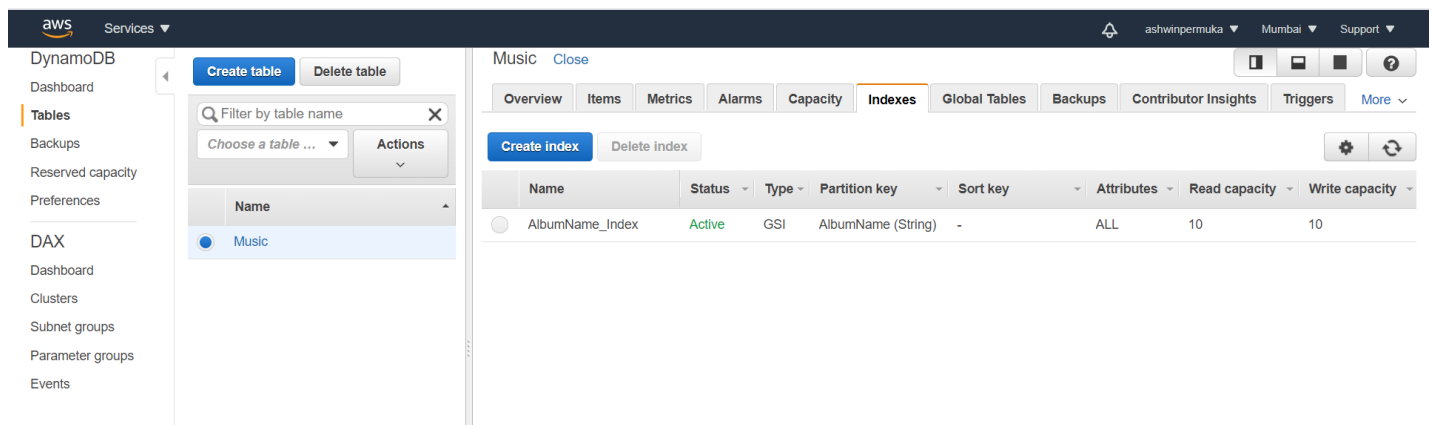 aws Services ashwinpermuka Mumbai Support
DynamoDB
Dashboard
Tables
Backups
Reserved capacity
Preferences
DAX
Dashboard
Clusters
Subnet groups
Parameter groups
Events
Create table Delete table
Filter by table name
Choose a table ... Actions
Name
Music
Music Close
Overview Items Metrics Alarms Capacity Indexes Global Tables Backups Contributor Insights Triggers More
Create index Delete index
Name Status Type Partition key Sort key Attributes Read capacity Write capacity
AlbumName_Index Active GSI AlbumName (String) - ALL 10 10